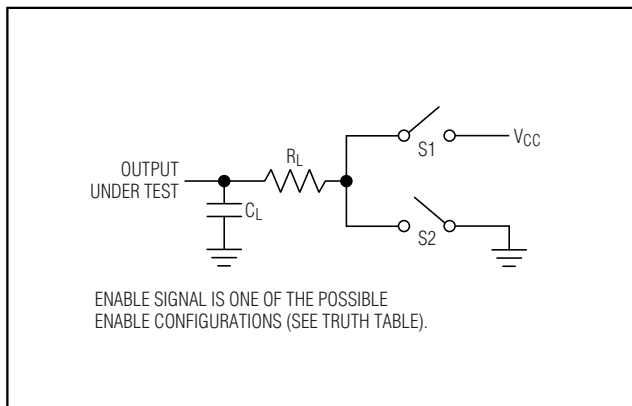 OUTPUT
UNDER TEST
RL
CL
S1
VCC
S2
ENABLE SIGNAL IS ONE OF THE POSSIBLE
ENABLE CONFIGURATIONS (SEE TRUTH TABLE).